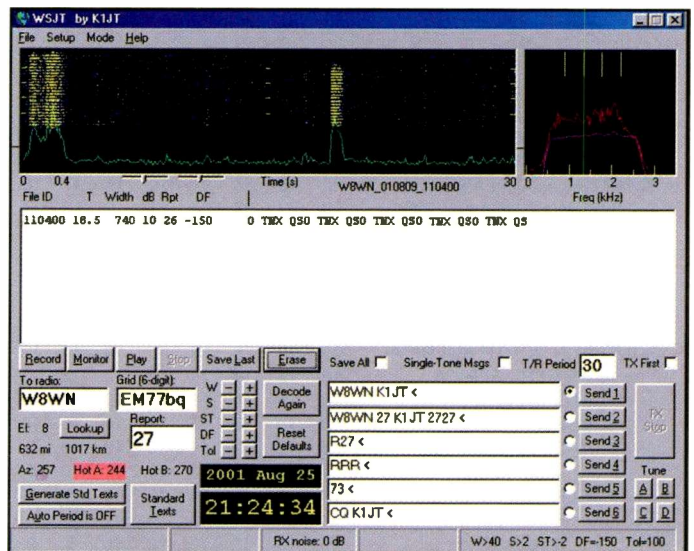 WSJT by K1JT
File Setup Mode Help
0 0.4 Time (s) W8WN_010809_110400 30 0 1 2 3
File ID T Width dB Rpt DF Freq (kHz)
110400 18.5 740 10 26 -150 0 TNX QSO TNX QSO TNX QSO TNX QSO TNX QS
Record Monitor Play Stop Save Last Erase Save All Single-Tone Msgs T/R Period 30 TX First
To radio: Grid (6-digit):
W8WN EM77bq
El: 8 Lookup Report: 27
632 mi 1017 km
Az: 257 Hot A: 244 Hot B: 270
Generate Std Texts
Auto Period is OFF
Standard Texts
W - +
S - +
ST - +
DF - +
Tol - +
Decode Again
Reset Defaults
2001 Aug 25
21:24:34
W8WN K1JT < Send 1
W8WN 27 K1JT 2727 < Send 2
R27 < Send 3
RRR < Send 4
73 < Send 5
CQ K1JT < Send 6
TX Stop
Tune
A B
C D
RX noise: 0 dB W>40 S>2 ST>-2 DF=-150 Tol=100